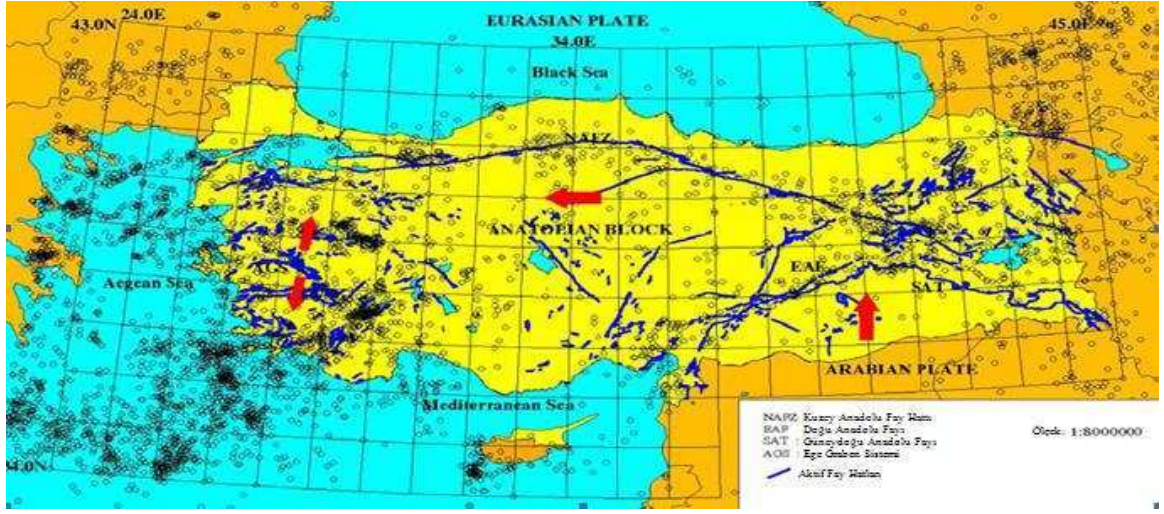 EURASIAN PLATE
43.0N
24.0E
34.0E
45.0E
Black Sea
NAFZ
ANATOLIAN BLOCK
AGS
EAF
SAT
Aegean Sea
ARABIAN PLATE
Mediterranean Sea
NAFZ Kuzey Anadolu Fay Hattı
EAF : Doğu Anadolu Fayı
SAT : Güneydoğu Anadolu Fayı
AGS : Ege Graben Sistemi
Aktif Fay Hatları
Ölçek: 1:8000000